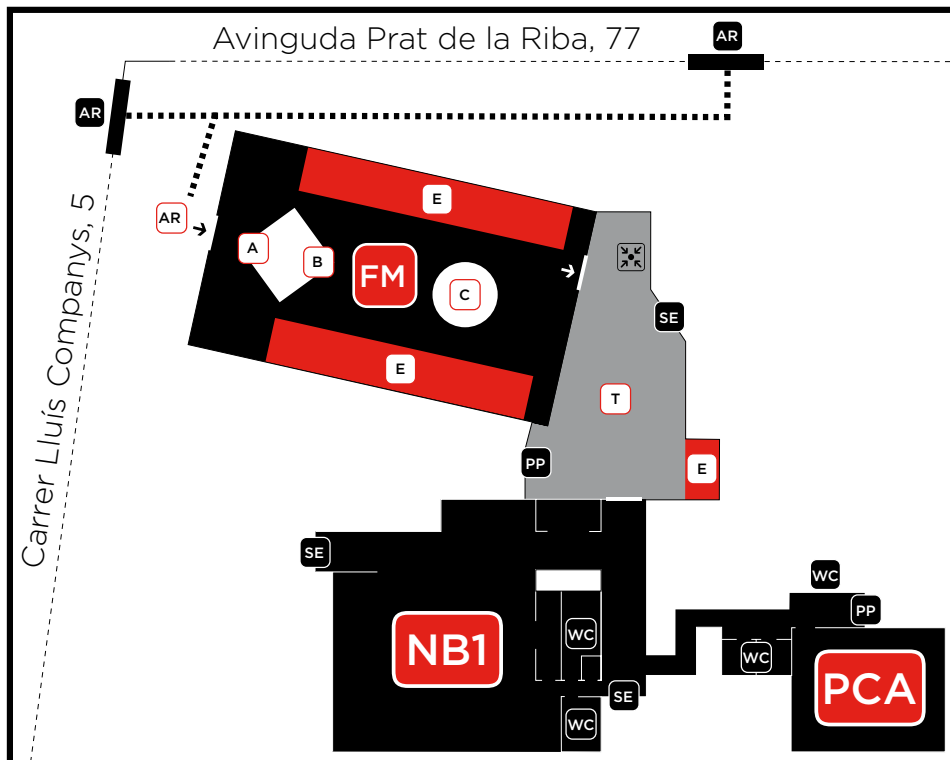 Avinguda Prat de la Riba, 77
AR
AR
Carrer Lluís Companys, 5
AR
E
A
B
FM
C
SE
E
T
PP
E
SE
WC
PP
WC
NB1
WC
PCA
SE
WC